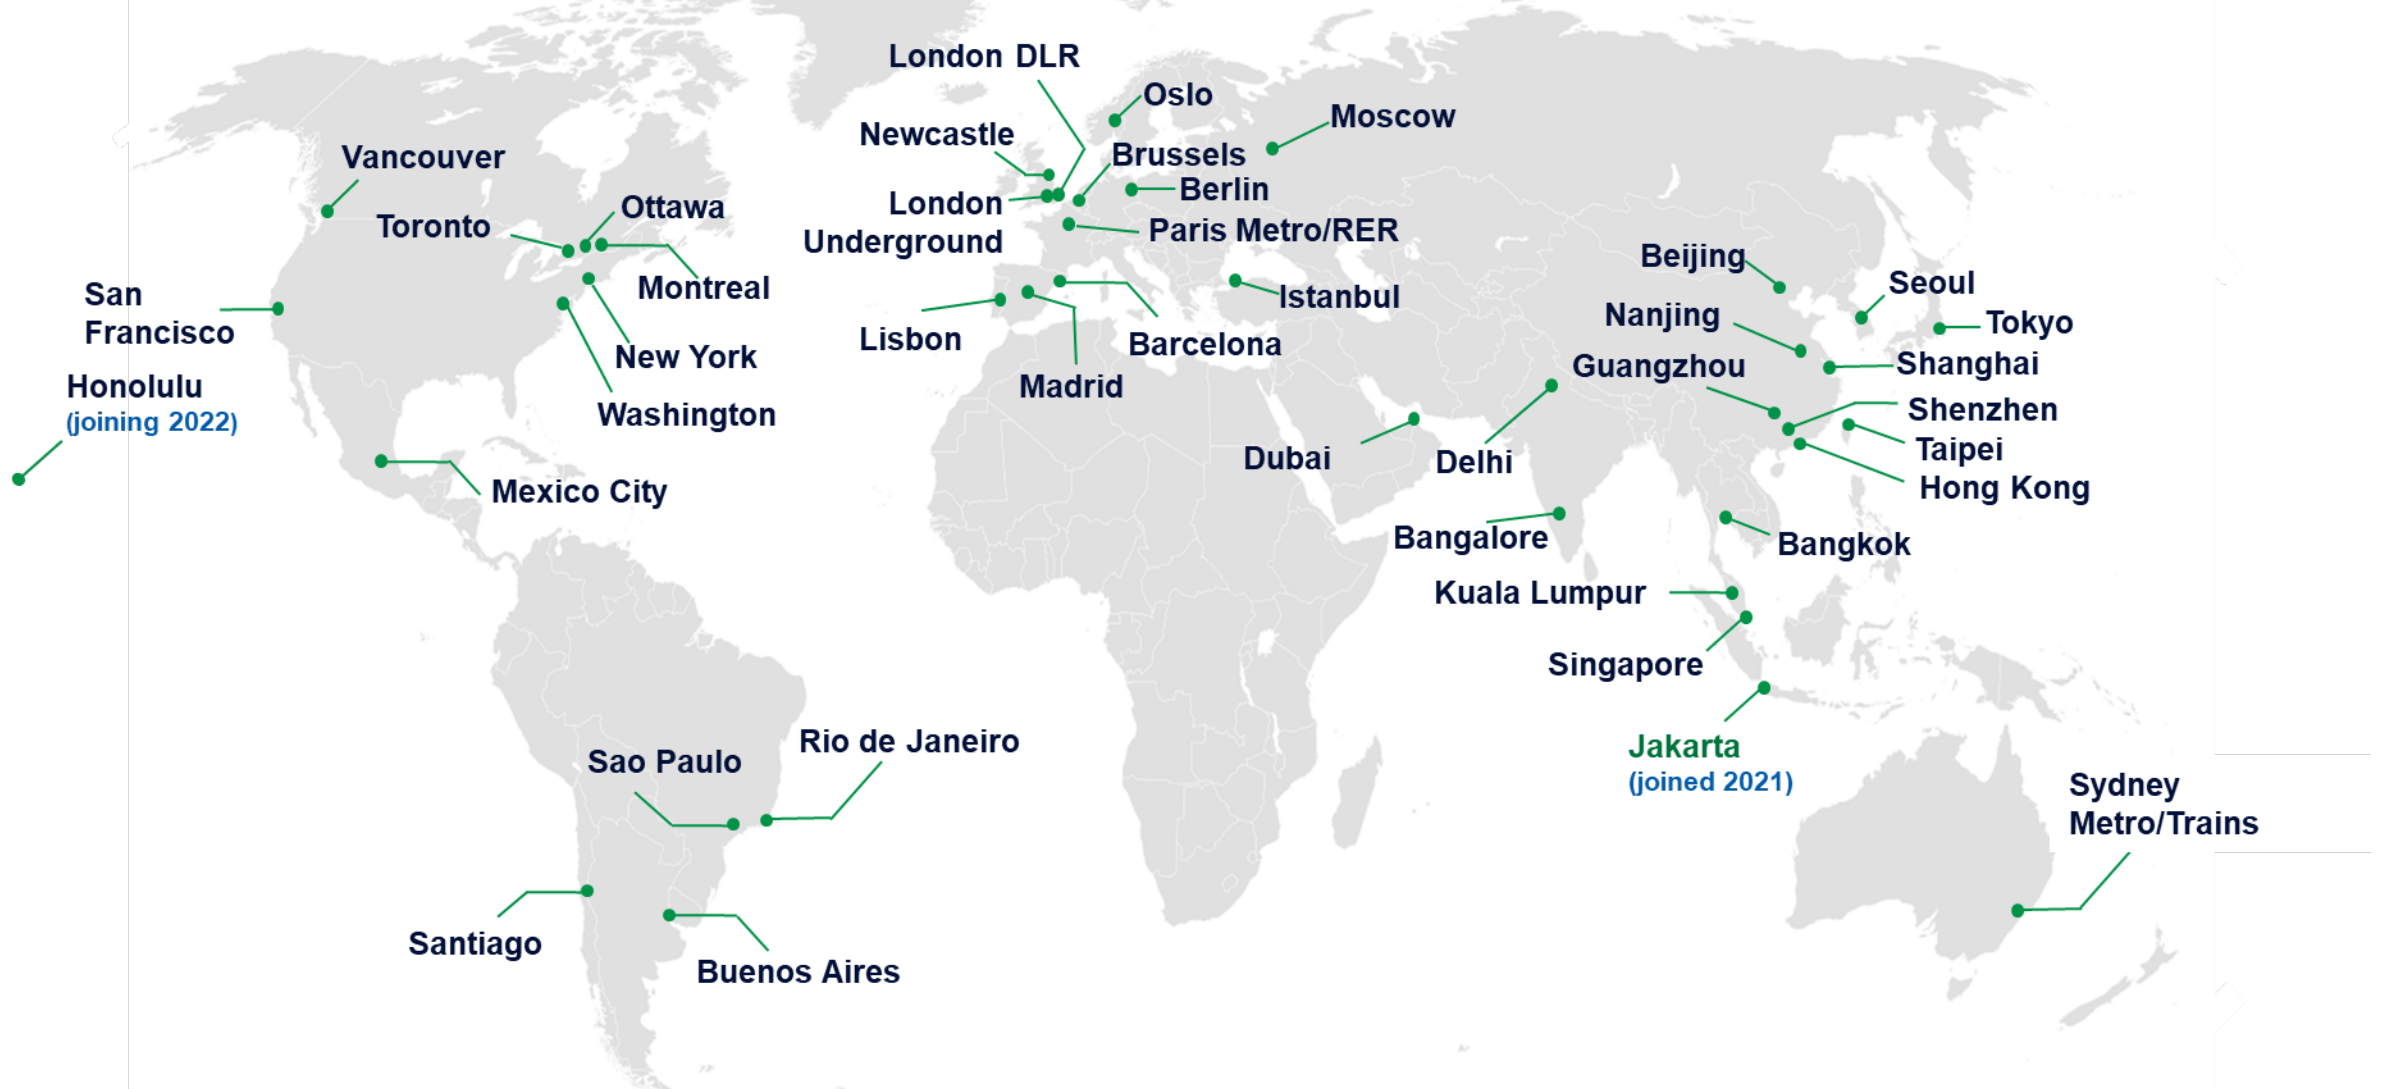 London DLR
Oslo
Moscow
Newcastle
Brussels
Vancouver
Berlin
London
Underground
Ottawa
Toronto
Paris Metro/RER
Beijing
Montreal
Seoul
San
Francisco
Istanbul
Nanjing
Tokyo
Lisbon
Barcelona
New York
Shanghai
Guangzhou
Honolulu
(joining 2022)
Madrid
Washington
Shenzhen
Taipei
Dubai
Delhi
Mexico City
Hong Kong
Bangalore
Bangkok
Kuala Lumpur
Singapore
Rio de Janeiro
Sao Paulo
Jakarta
(joined 2021)
Sydney
Metro/Trains
Santiago
Buenos Aires